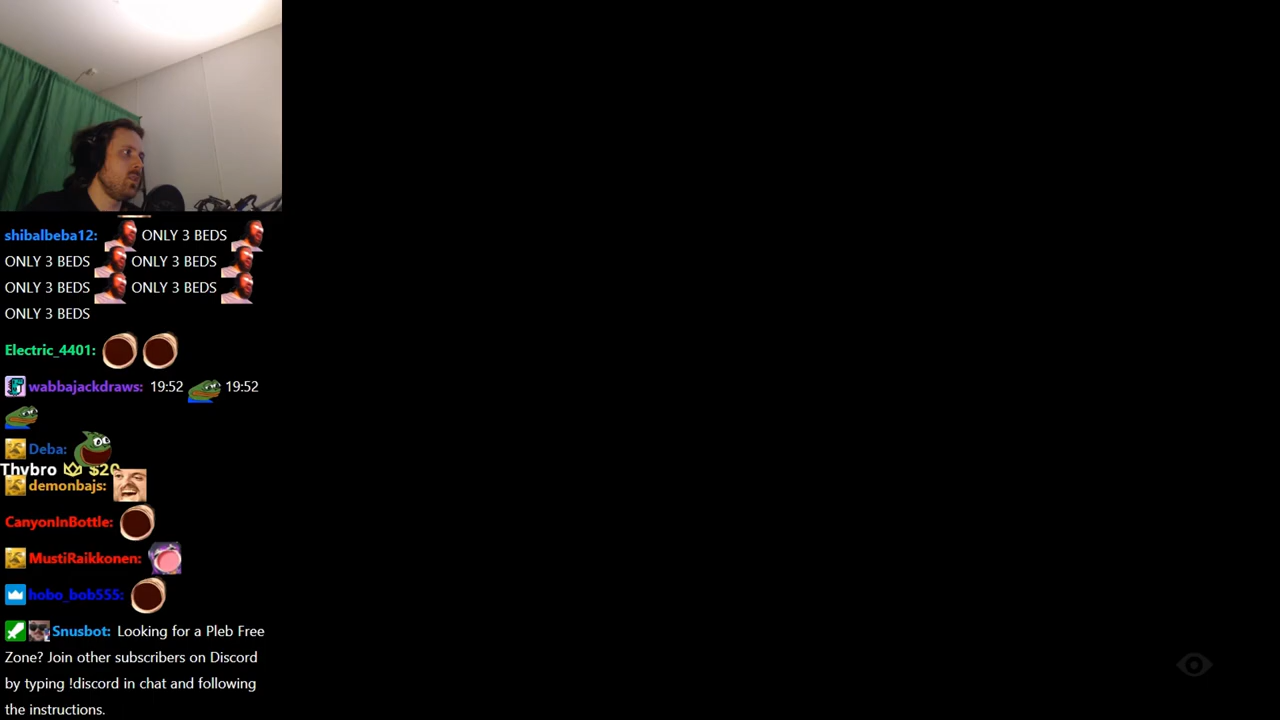 shibalbeba12: ONLY 3 BEDS
ONLY 3 BEDS ONLY 3 BEDS
ONLY 3 BEDS ONLY 3 BEDS
ONLY 3 BEDS
Electric_4401:
wabbajackdraws: 19:52 19:52
Deba:
Thybro $20
demonbajs:
CanyonInBottle:
MustiRaikkonen:
hobo_bob555:
Snusbot: Looking for a Pleb Free
Zone? Join other subscribers on Discord
by typing !discord in chat and following
the instructions.